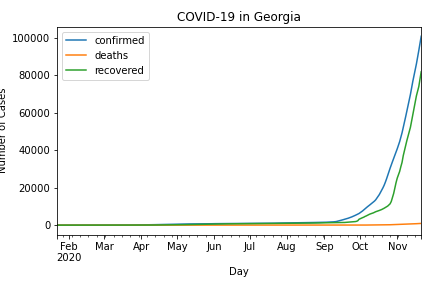 COVID-19 in Georgia
confirmed
deaths
recovered
100000
80000
60000
40000
20000
0
Number of Cases
Feb Mar Apr May Jun Jul Aug Sep Oct Nov
2020
Day